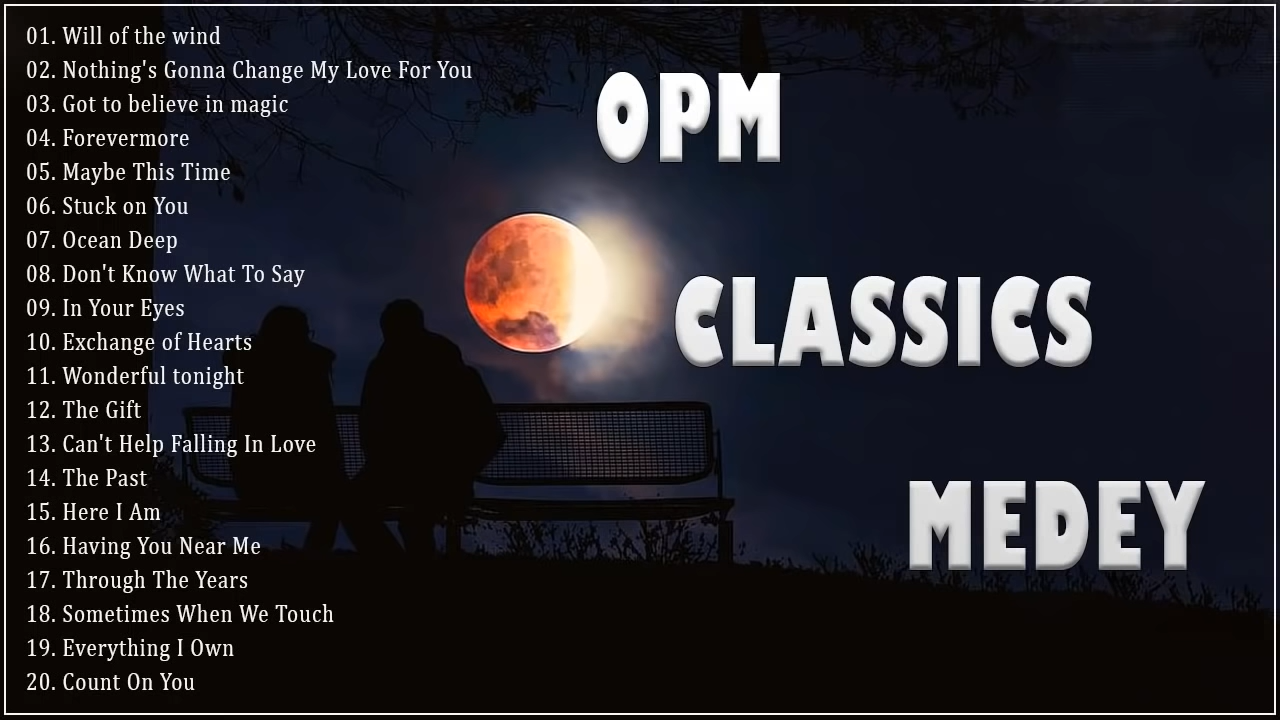 01. Will of the wind
02. Nothing's Gonna Change My Love For You
03. Got to believe in magic
04. Forevermore
05. Maybe This Time
06. Stuck on You
07. Ocean Deep
08. Don't Know What To Say
09. In Your Eyes
10. Exchange of Hearts
11. Wonderful tonight
12. The Gift
13. Can't Help Falling In Love
14. The Past
15. Here I Am
16. Having You Near Me
17. Through The Years
18. Sometimes When We Touch
19. Everything I Own
20. Count On You
OPM
CLASSICS
MEDEY